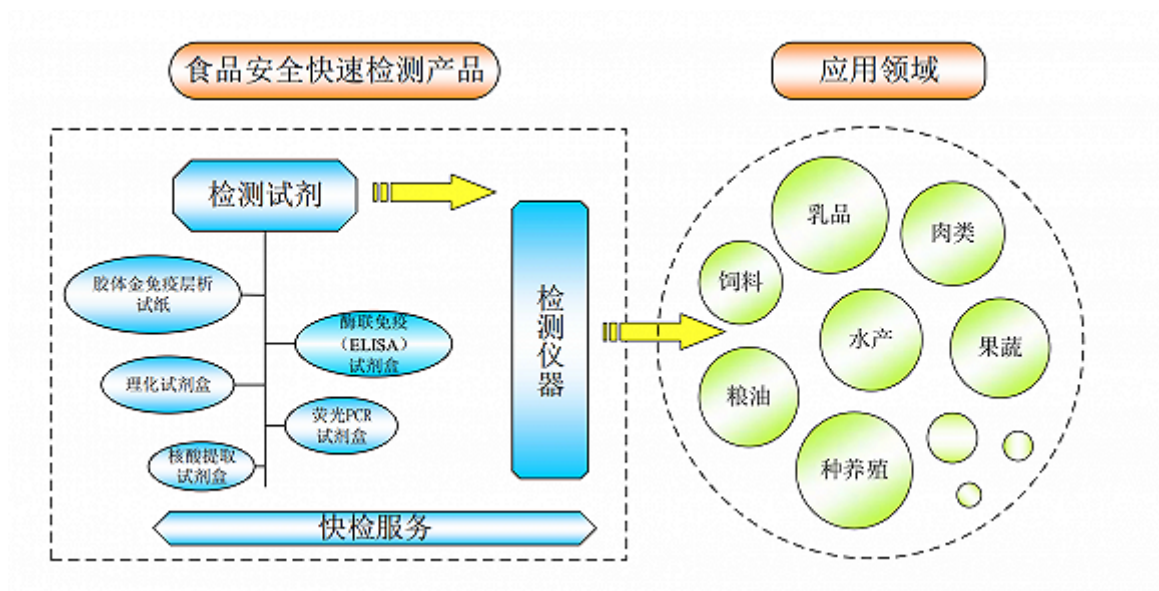 食品安全快速检测产品
应用领域
检测试剂
胶体金免疫层析
试纸
酶联免疫
（ELISA）
试剂盒
理化试剂盒
荧光PCR
试剂盒
核酸提取
试剂盒
检测仪器
快检服务
乳品
肉类
饲料
水产
果蔬
粮油
种养殖